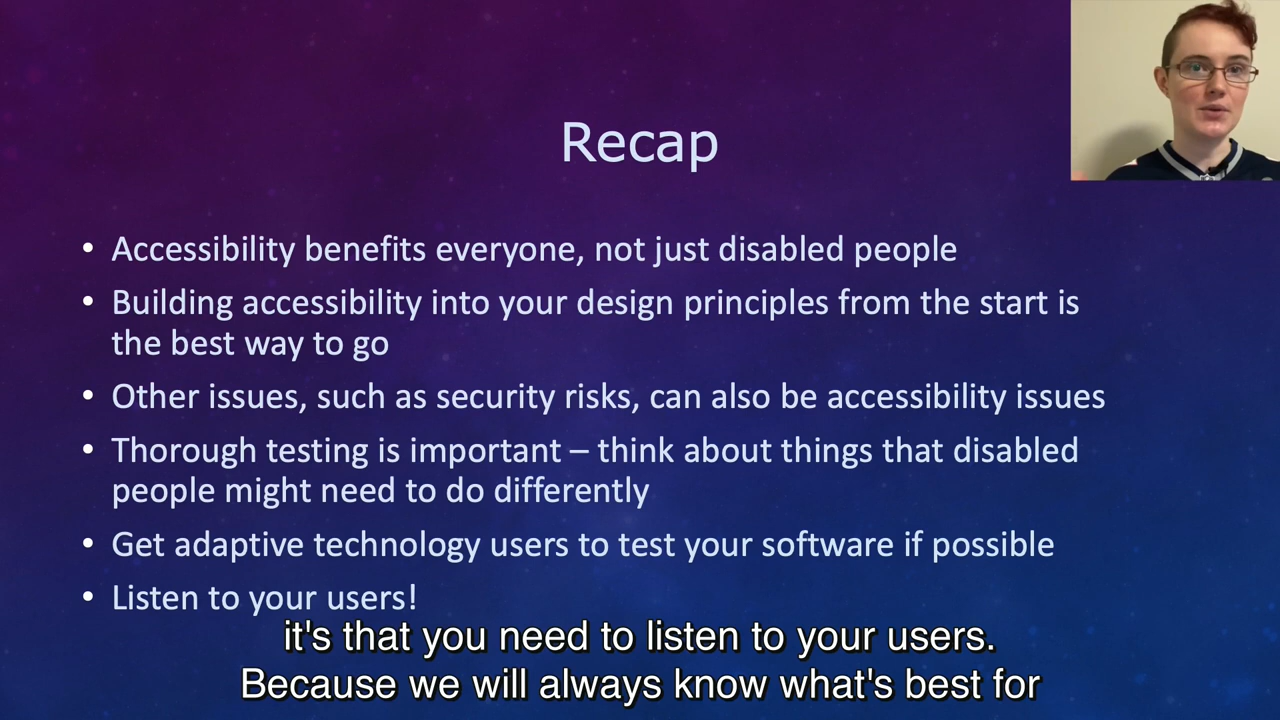 Recap
• Accessibility benefits everyone, not just disabled people
• Building accessibility into your design principles from the start is
the best way to go
• Other issues, such as security risks, can also be accessibility issues
• Thorough testing is important – think about things that disabled
people might need to do differently
• Get adaptive technology users to test your software if possible
• Listen to your users!
it's that you need to listen to your users.
Because we will always know what's best for